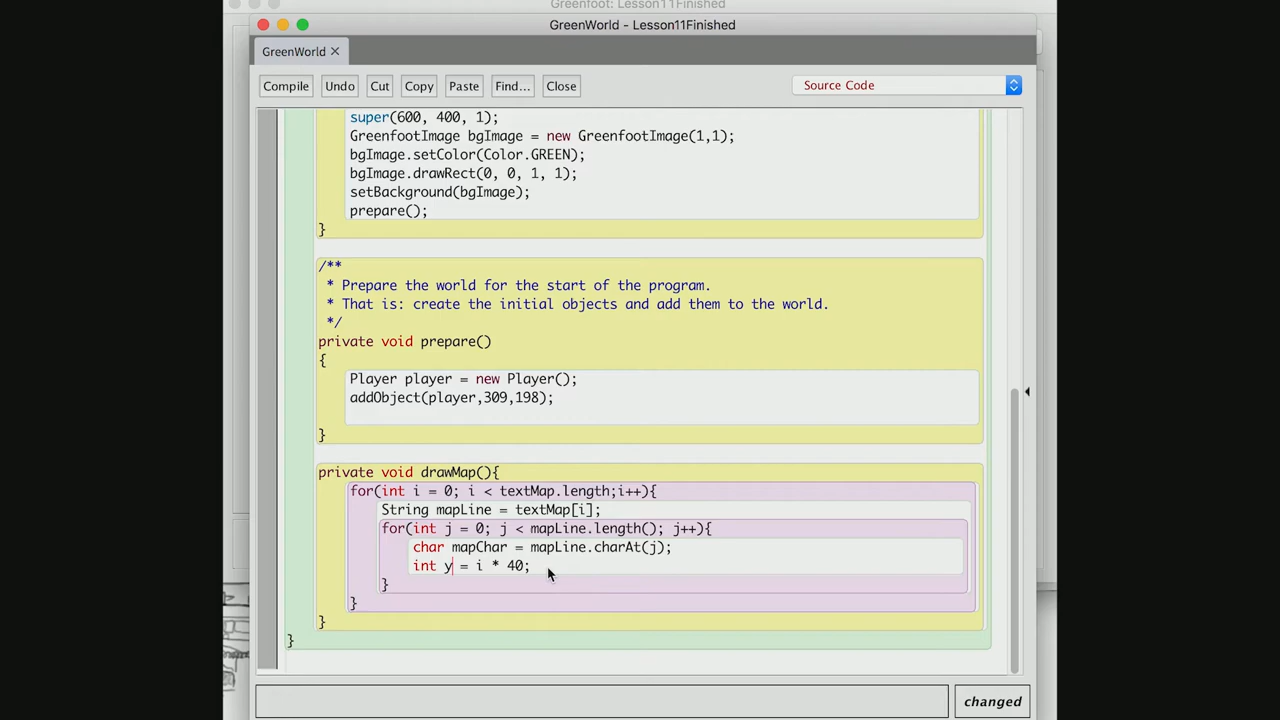 Greenfoot: Lesson11Finished
GreenWorld - Lesson11Finished
GreenWorld ✕
Compile Undo Cut Copy Paste Find... Close Source Code
super(600, 400, 1);
GreenfootImage bgImage = new GreenfootImage(1,1);
bgImage.setColor(Color.GREEN);
bgImage.drawRect(0, 0, 1, 1);
setBackground(bgImage);
prepare();
}
/**
* Prepare the world for the start of the program.
* That is: create the initial objects and add them to the world.
*/
private void prepare()
{
Player player = new Player();
addObject(player,309,198);
}
private void drawMap(){
for(int i = 0; i < textMap.length;i++){
String mapLine = textMap[i];
for(int j = 0; j < mapLine.length(); j++){
char mapChar = mapLine.charAt(j);
int y = i * 40;
}
}
}
}
changed